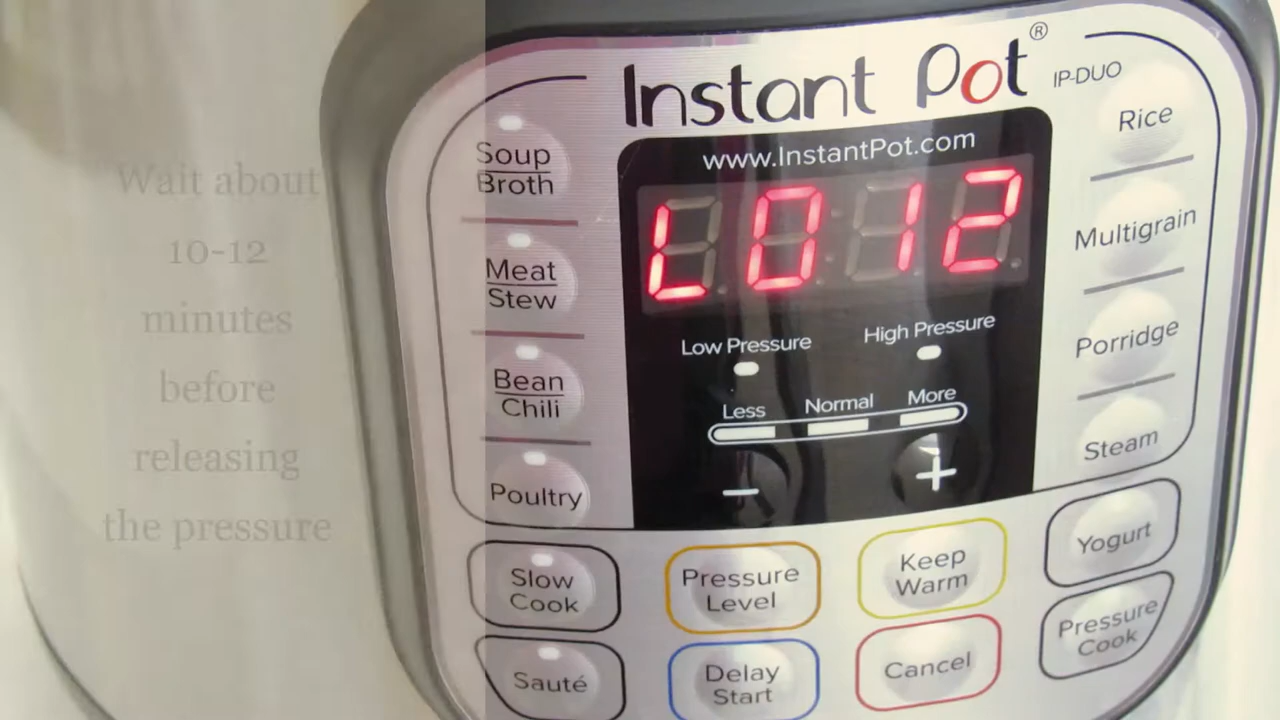 Wait about
10-12
minutes
before
releasing
the pressure
Instant Pot® IP-DUO
www.InstantPot.com
L012
Low Pressure
High Pressure
Less
Normal
More
−
+
Soup
Broth
Meat
Stew
Bean
Chili
Poultry
Rice
Multigrain
Porridge
Steam
Slow
Cook
Pressure
Level
Keep
Warm
Yogurt
Sauté
Delay
Start
Cancel
Pressure
Cook